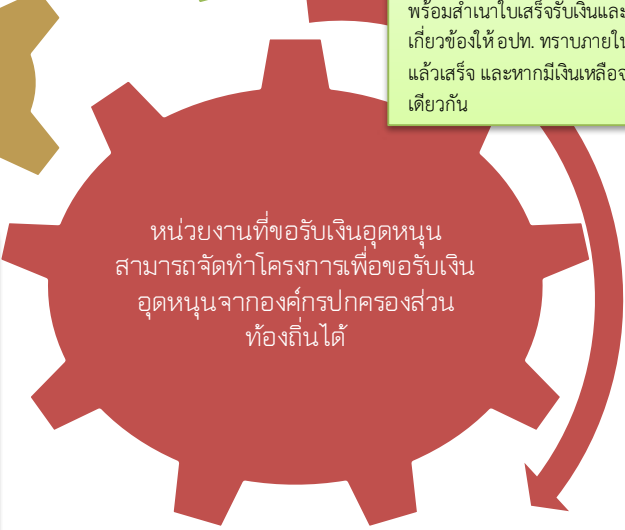 พร้อมสำเนาใบเสร็จรับเงินและ
เกี่ยวข้องให้ อปท. ทราบภายใน
แล้วเสร็จ และหากมีเงินเหลือจ
เดียวกัน
หน่วยงานที่ขอรับเงินอุดหนุน
สามารถจัดทำโครงการเพื่อขอรับเงิน
อุดหนุนจากองค์กรปกครองส่วน
ท้องถิ่นได้